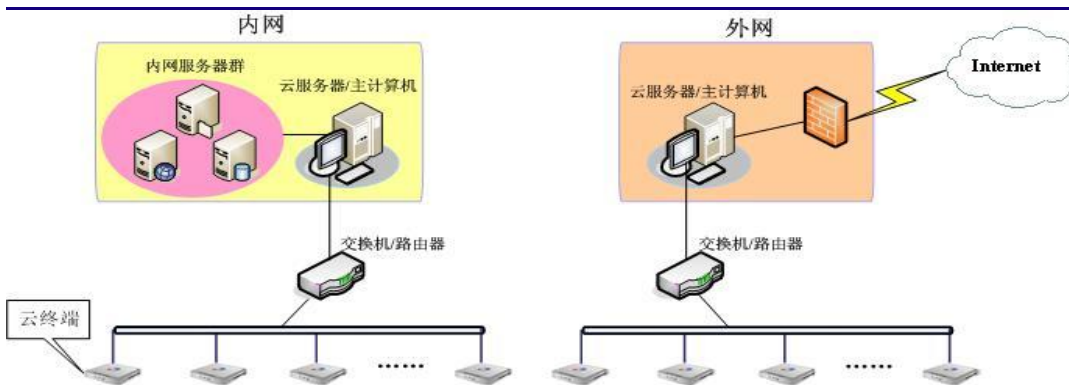 内网
内网服务器群
云服务器/主计算机
交换机/路由器
云终端
······
外网
云服务器/主计算机
Internet
交换机/路由器
······